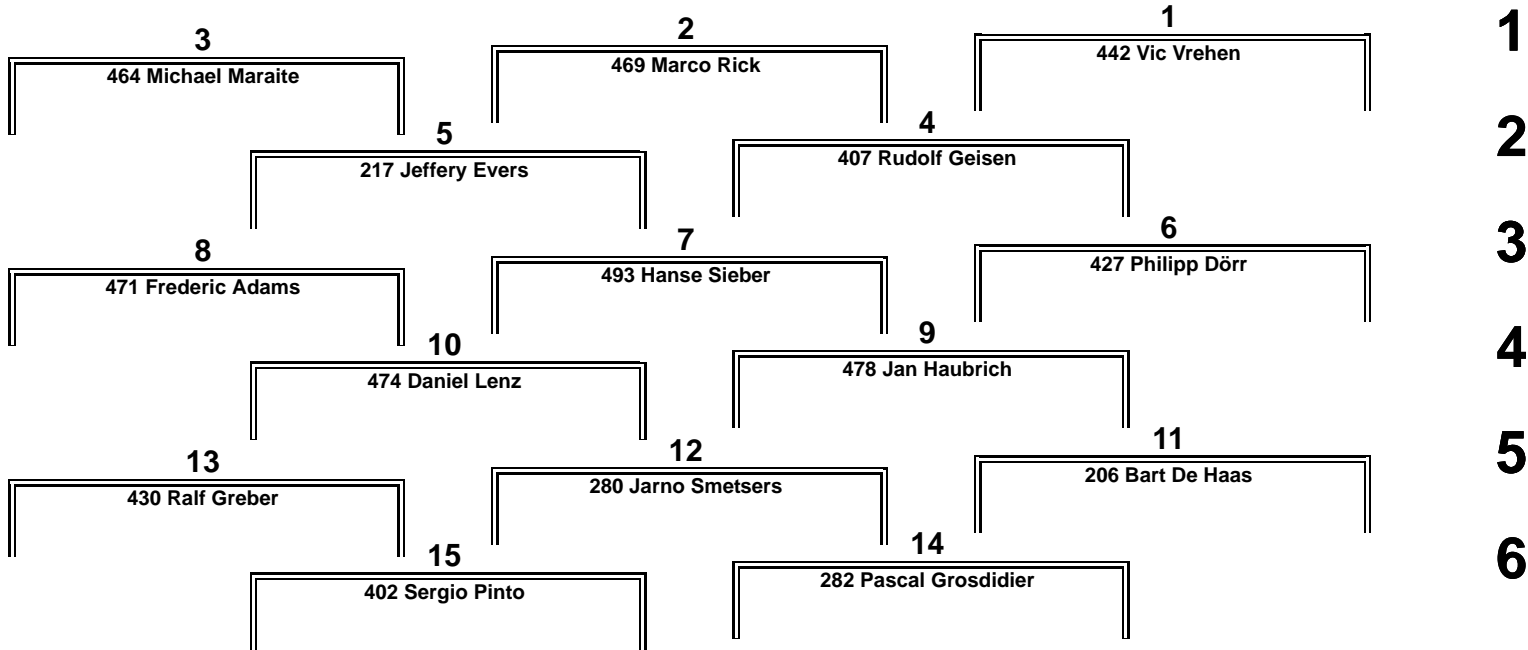 3 2 1 1
464 Michael Maraite 469 Marco Rick 442 Vic Vrehen
5 4 2
217 Jeffery Evers 407 Rudolf Geisen
8 7 6 3
471 Frederic Adams 493 Hanse Sieber 427 Philipp Dörr
10 9 4
474 Daniel Lenz 478 Jan Haubrich
13 12 11 5
430 Ralf Greber 280 Jarno Smetsers 206 Bart De Haas
15 14 6
402 Sergio Pinto 282 Pascal Grosdidier